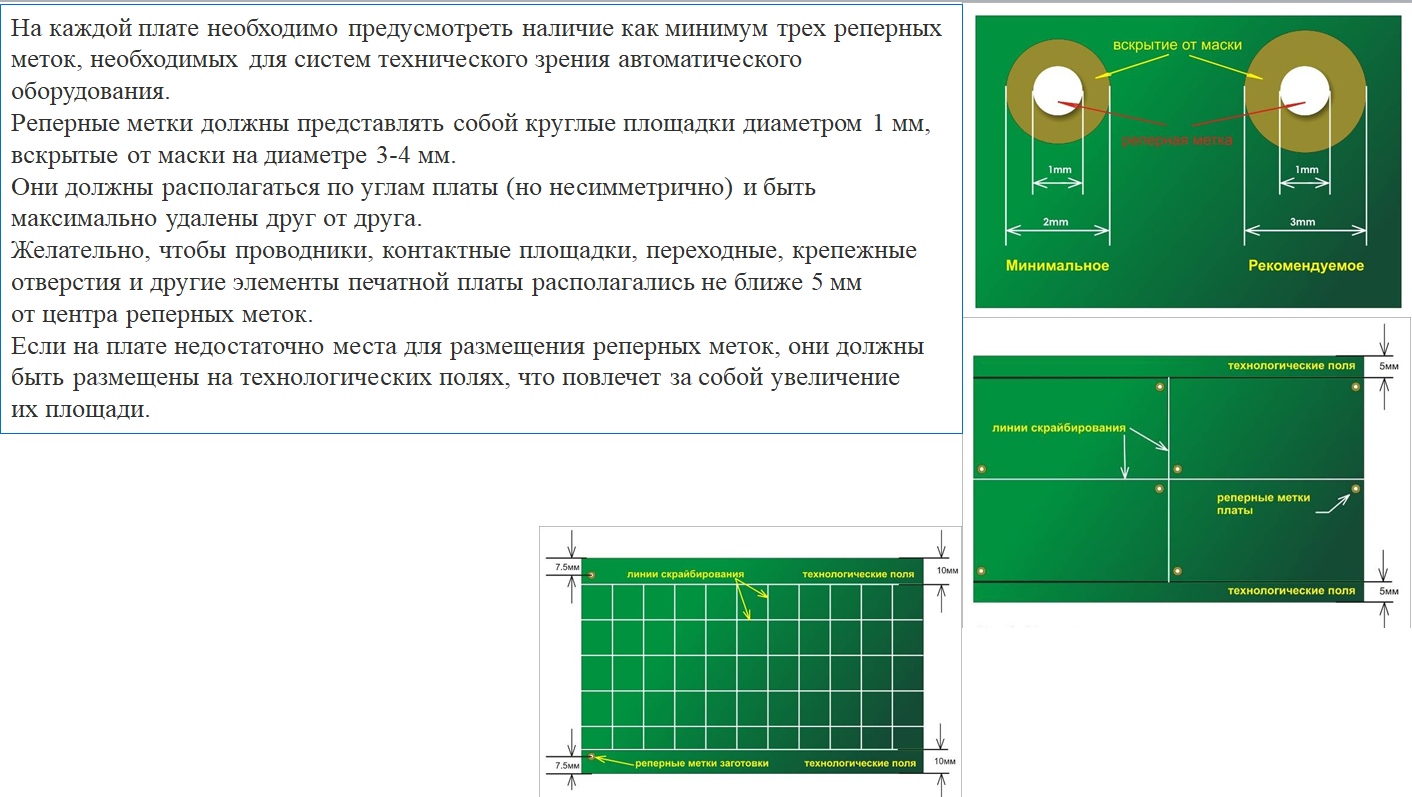 На каждой плате необходимо предусмотреть наличие как минимум трех реперных
меток, необходимых для систем технического зрения автоматического
оборудования.
Реперные метки должны представлять собой круглые площадки диаметром 1 мм,
вскрытые от маски на диаметре 3-4 мм.
Они должны располагаться по углам платы (но несимметрично) и быть
максимально удалены друг от друга.
Желательно, чтобы проводники, контактные площадки, переходные, крепежные
отверстия и другие элементы печатной платы располагались не ближе 5 мм
от центра реперных меток.
Если на плате недостаточно места для размещения реперных меток, они должны
быть размещены на технологических полях, что повлечет за собой увеличение
их площади.
вскрытие от маски
реперная метка
1mm
1mm
2mm
3mm
Минимальное
Рекомендуемое
технологические поля
5мм
линии скрайбирования
реперные метки
платы
технологические поля
5мм
7.5мм
линии скрайбирования
технологические поля
10мм
7.5мм
реперные метки заготовки
технологические поля
10мм